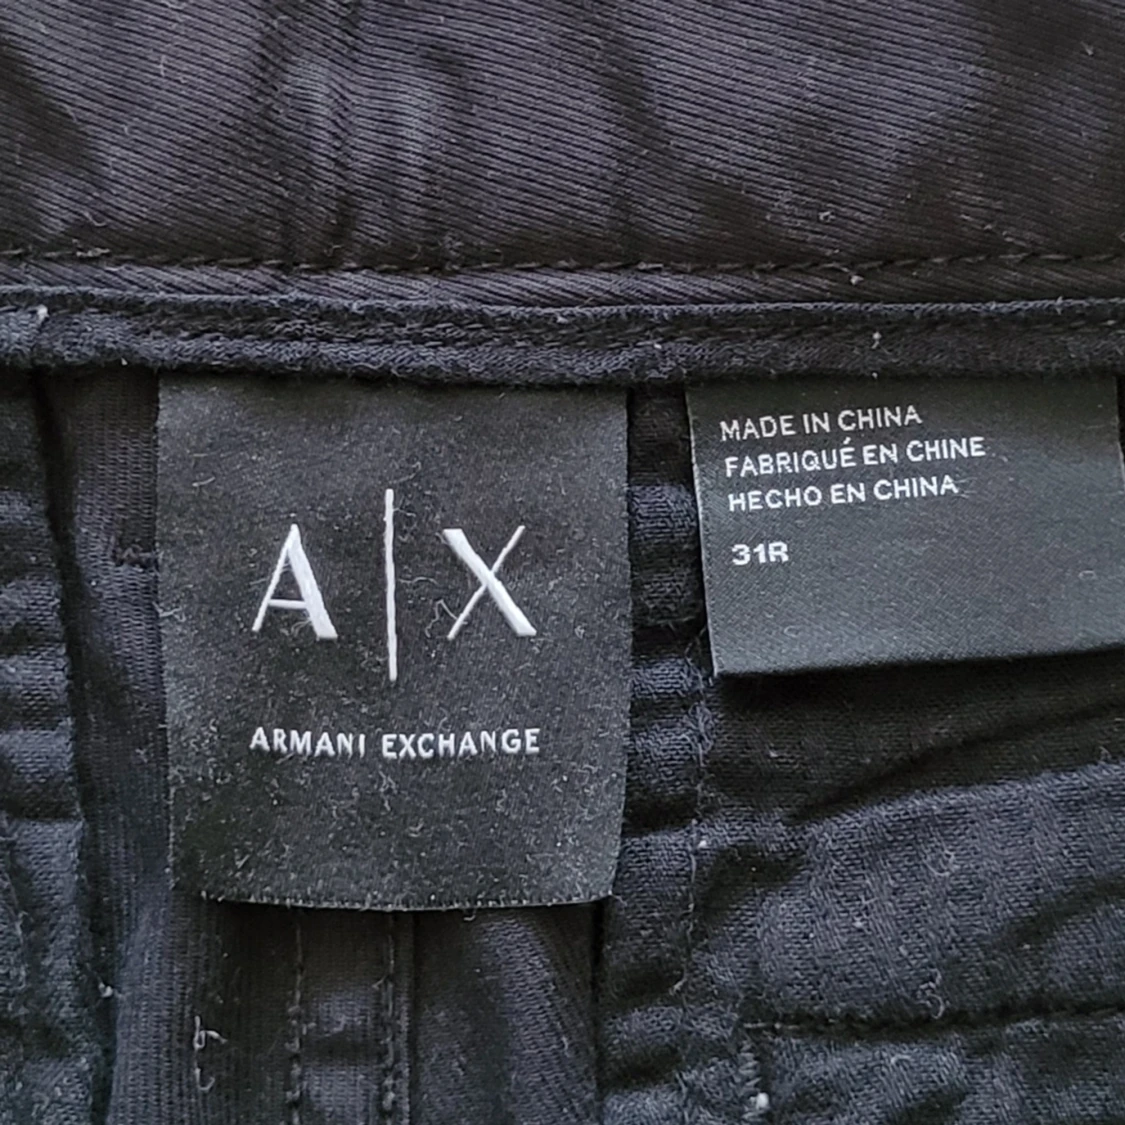 A|X
ARMANI EXCHANGE
MADE IN CHINA
FABRIQUÉ EN CHINE
HECHO EN CHINA
31R